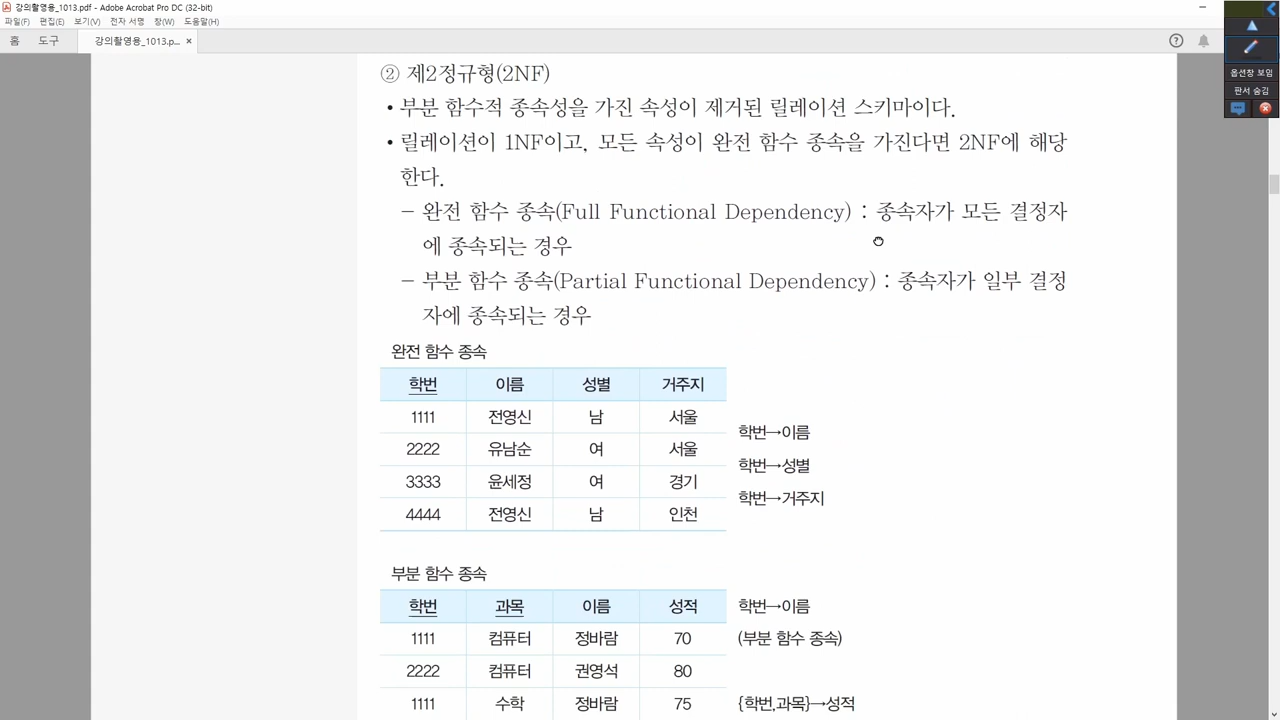 강의촬영용_1013.pdf - Adobe Acrobat Pro DC (32-bit)
파일(F) 편집(E) 보기(V) 전자 서명 창(W) 도움말(H)
홈 도구 강의촬영용_1013.p... ×
옵션창 보임
판서 숨김
② 제2정규형(2NF)
• 부분 함수적 종속성을 가진 속성이 제거된 릴레이션 스키마이다.
• 릴레이션이 1NF이고, 모든 속성이 완전 함수 종속을 가진다면 2NF에 해당
한다.
– 완전 함수 종속(Full Functional Dependency) : 종속자가 모든 결정자
에 종속되는 경우
– 부분 함수 종속(Partial Functional Dependency) : 종속자가 일부 결정
자에 종속되는 경우
완전 함수 종속
학번 이름 성별 거주지
1111 전영신 남 서울
학번→이름
2222 유남순 여 서울
학번→성별
3333 윤세정 여 경기
학번→거주지
4444 전영신 남 인천
부분 함수 종속
학번 과목 이름 성적 학번→이름
1111 컴퓨터 정바람 70 (부분 함수 종속)
2222 컴퓨터 권영석 80
1111 수학 정바람 75 {학번,과목}→성적